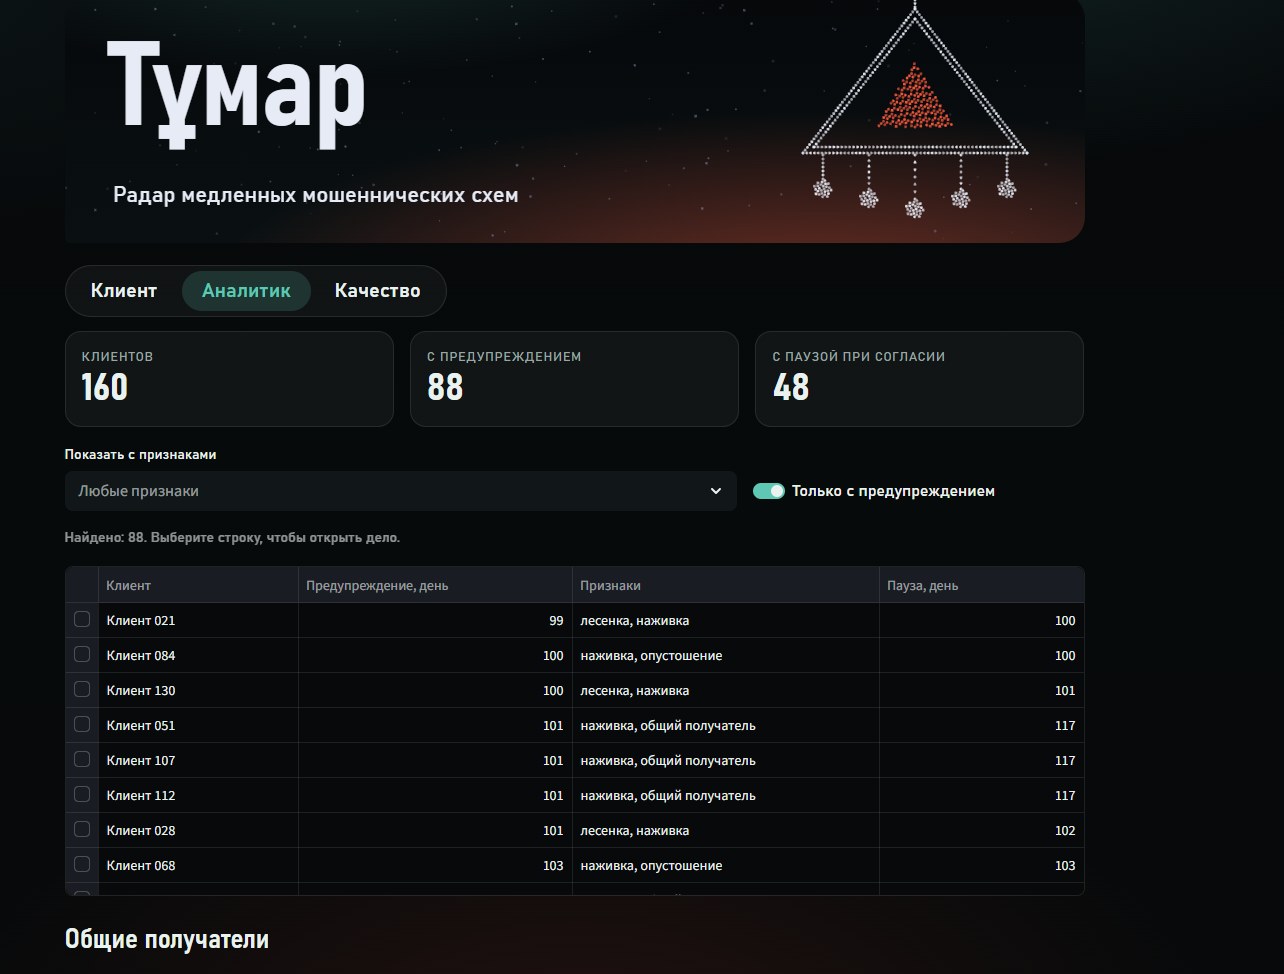 Тұмар
Радар медленных мошеннических схем
Клиент Аналитик Качество
КЛИЕНТОВ С ПРЕДУПРЕЖДЕНИЕМ С ПАУЗОЙ ПРИ СОГЛАСИИ
160 88 48
Показать с признаками
Любые признаки Только с предупреждением
Найдено: 88. Выберите строку, чтобы открыть дело.
Клиент Предупреждение, день Признаки Пауза, день
Клиент 021 99 лесенка, наживка 100
Клиент 084 100 наживка, опустошение 100
Клиент 130 100 лесенка, наживка 101
Клиент 051 101 наживка, общий получатель 117
Клиент 107 101 наживка, общий получатель 117
Клиент 112 101 наживка, общий получатель 117
Клиент 028 101 лесенка, наживка 102
Клиент 068 103 наживка, опустошение 103
Общие получатели